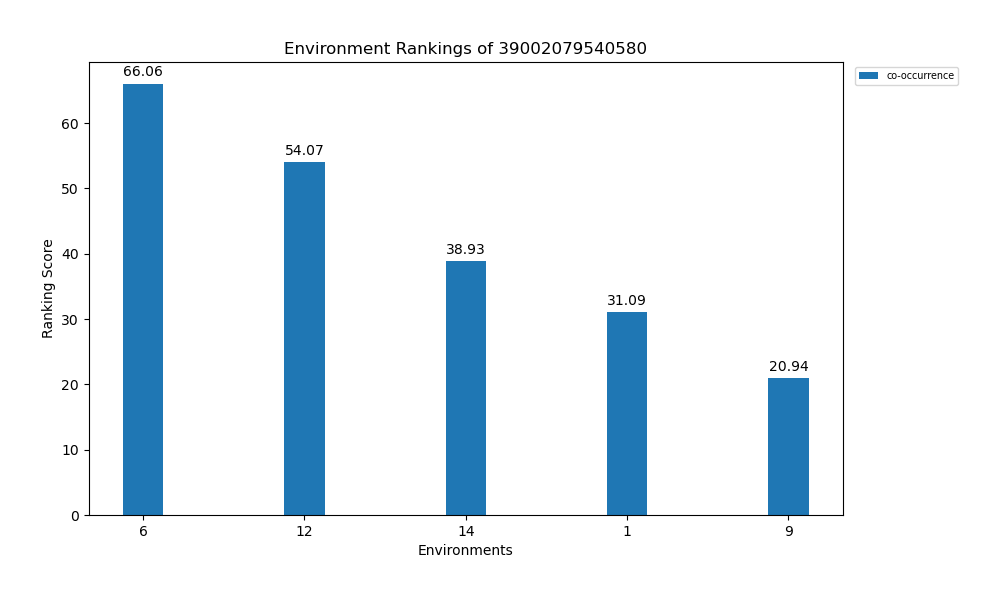 Environment Rankings of 39002079540580
co-occurrence
66.06
54.07
38.93
31.09
20.94
Ranking Score
60
50
40
30
20
10
0
6 12 14 1 9
Environments